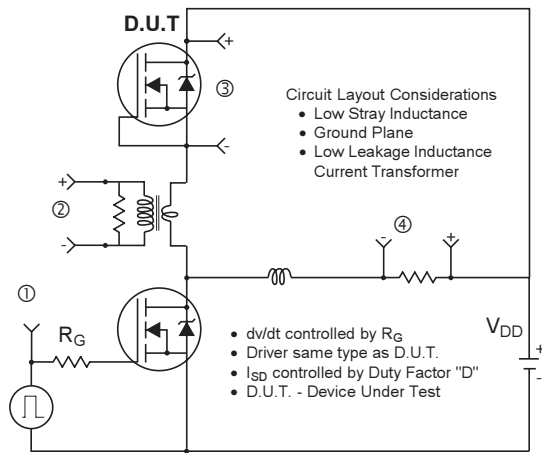 D.U.T
+
③
-
Circuit Layout Considerations
• Low Stray Inductance
• Ground Plane
• Low Leakage Inductance
Current Transformer
+
②
-
④
- +
①
RG
VDD
+
-
• dv/dt controlled by RG
• Driver same type as D.U.T.
• ISD controlled by Duty Factor "D"
• D.U.T. - Device Under Test